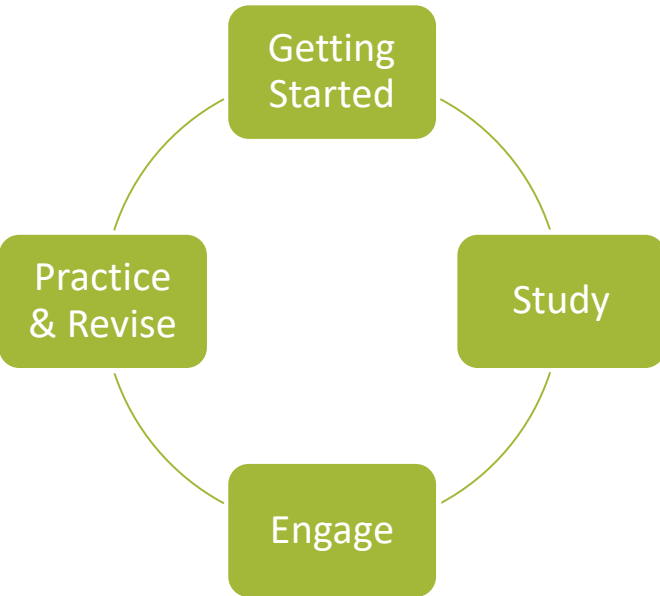 Getting
Started
Study
Engage
Practice
& Revise